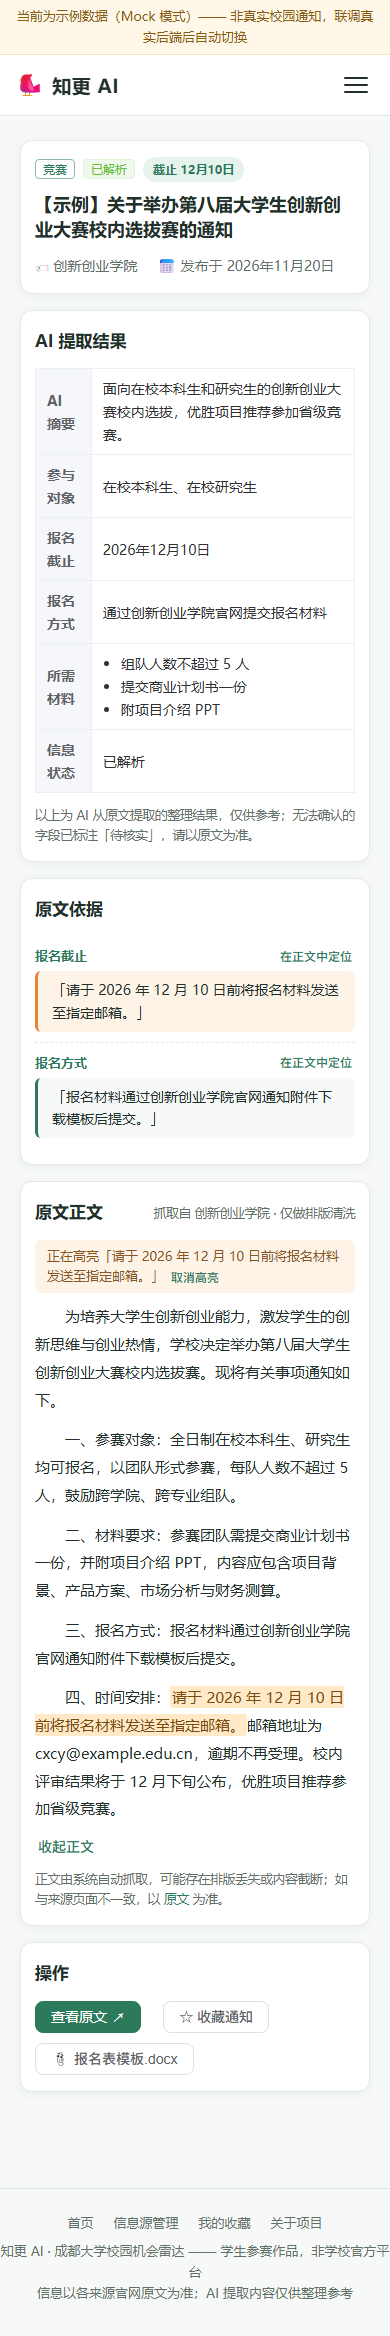 当前为示例数据（Mock 模式）—— 非真实校园通知，联调真
实后端后自动切换
知更 AI
竞赛 已解析 截止 12月10日
【示例】关于举办第八届大学生创新创
业大赛校内选拔赛的通知
创新创业学院 发布于 2026年11月20日
AI 提取结果
AI
摘要
面向在校本科生和研究生的创新创业大
赛校内选拔，优胜项目推荐参加省级竞
赛。
参与
对象
在校本科生、在校研究生
报名
截止
2026年12月10日
报名
方式
通过创新创业学院官网提交报名材料
所需
材料
• 组队人数不超过 5 人
• 提交商业计划书一份
• 附项目介绍 PPT
信息
状态
已解析
以上为 AI 从原文提取的整理结果，仅供参考；无法确认的
字段已标注「待核实」，请以原文为准。
原文依据
报名截止 在正文中定位
「请于 2026 年 12 月 10 日前将报名材料发送
至指定邮箱。」
报名方式 在正文中定位
「报名材料通过创新创业学院官网通知附件下
载模板后提交。」
原文正文 抓取自 创新创业学院 · 仅做排版清洗
正在高亮「请于 2026 年 12 月 10 日前将报名材料
发送至指定邮箱。」 取消高亮
为培养大学生创新创业能力，激发学生的创
新思维与创业热情，学校决定举办第八届大学生
创新创业大赛校内选拔赛。现将有关事项通知如
下。
一、参赛对象：全日制在校本科生、研究生
均可报名，以团队形式参赛，每队人数不超过 5
人，鼓励跨学院、跨专业组队。
二、材料要求：参赛团队需提交商业计划书
一份，并附项目介绍 PPT，内容应包含项目背
景、产品方案、市场分析与财务测算。
三、报名方式：报名材料通过创新创业学院
官网通知附件下载模板后提交。
四、时间安排：请于 2026 年 12 月 10 日
前将报名材料发送至指定邮箱。邮箱地址为
cxcy@example.edu.cn，逾期不再受理。校内
评审结果将于 12 月下旬公布，优胜项目推荐参
加省级竞赛。
收起正文
正文由系统自动抓取，可能存在排版丢失或内容截断；如
与来源页面不一致，以 原文 为准。
操作
查看原文 ↗ ☆ 收藏通知
报名表模板.docx
首页 信息源管理 我的收藏 关于项目
知更 AI · 成都大学校园机会雷达 —— 学生参赛作品，非学校官方平
台
信息以各来源官网原文为准；AI 提取内容仅供整理参考